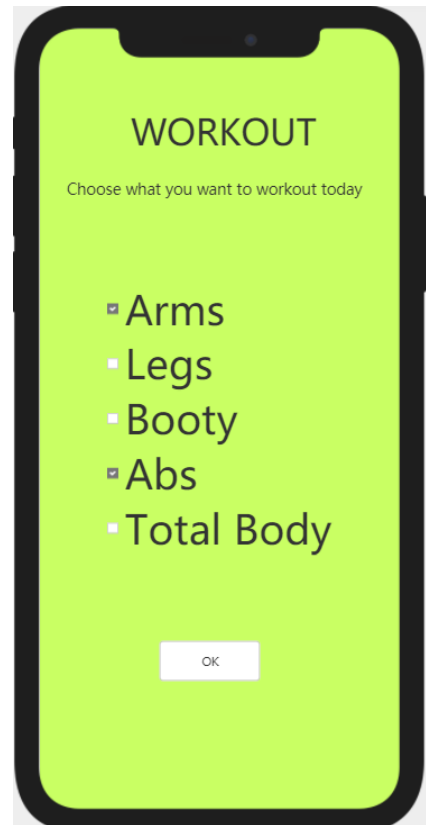 WORKOUT
Choose what you want to workout today
Arms
Legs
Booty
Abs
Total Body
OK